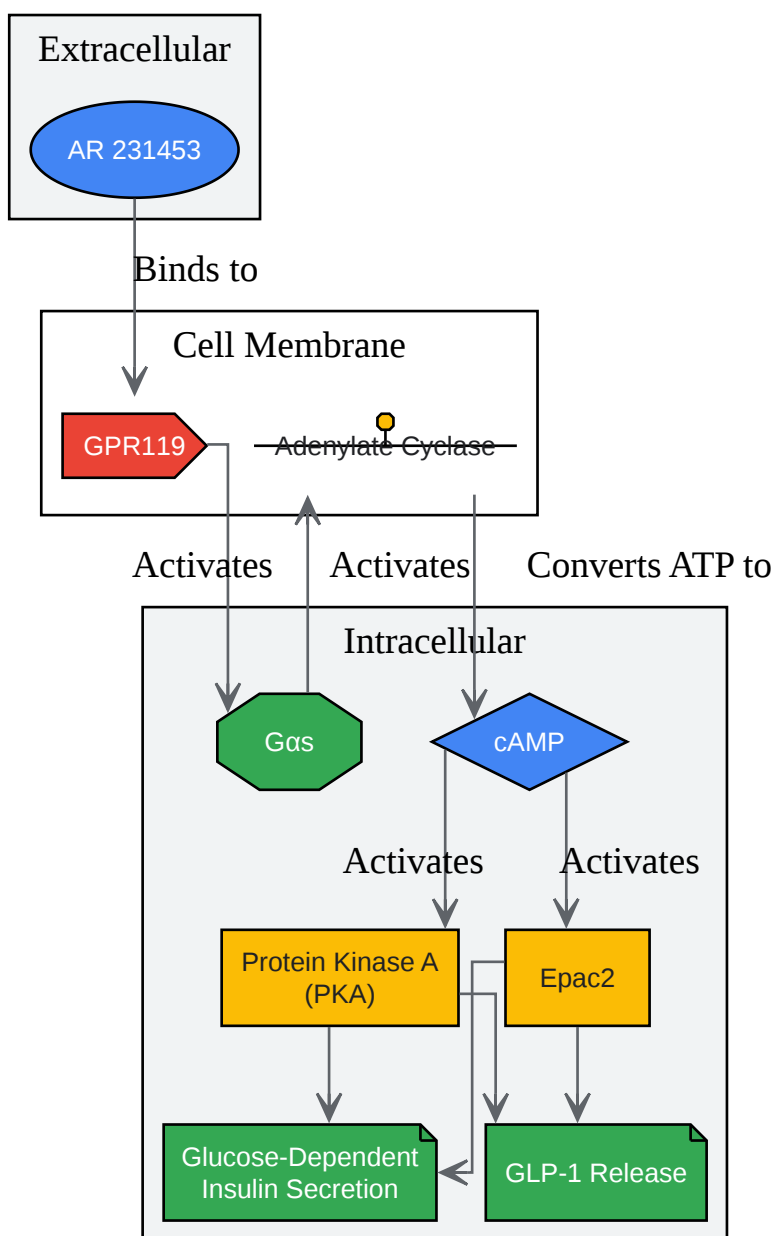 Extracellular
AR 231453
Binds to
Cell Membrane
GPR119
Adenylate Cyclase
Activates
Activates
Converts ATP to
Intracellular
Gαs
cAMP
Activates
Activates
Protein Kinase A
(PKA)
Epac2
Glucose-Dependent
Insulin Secretion
GLP-1 Release